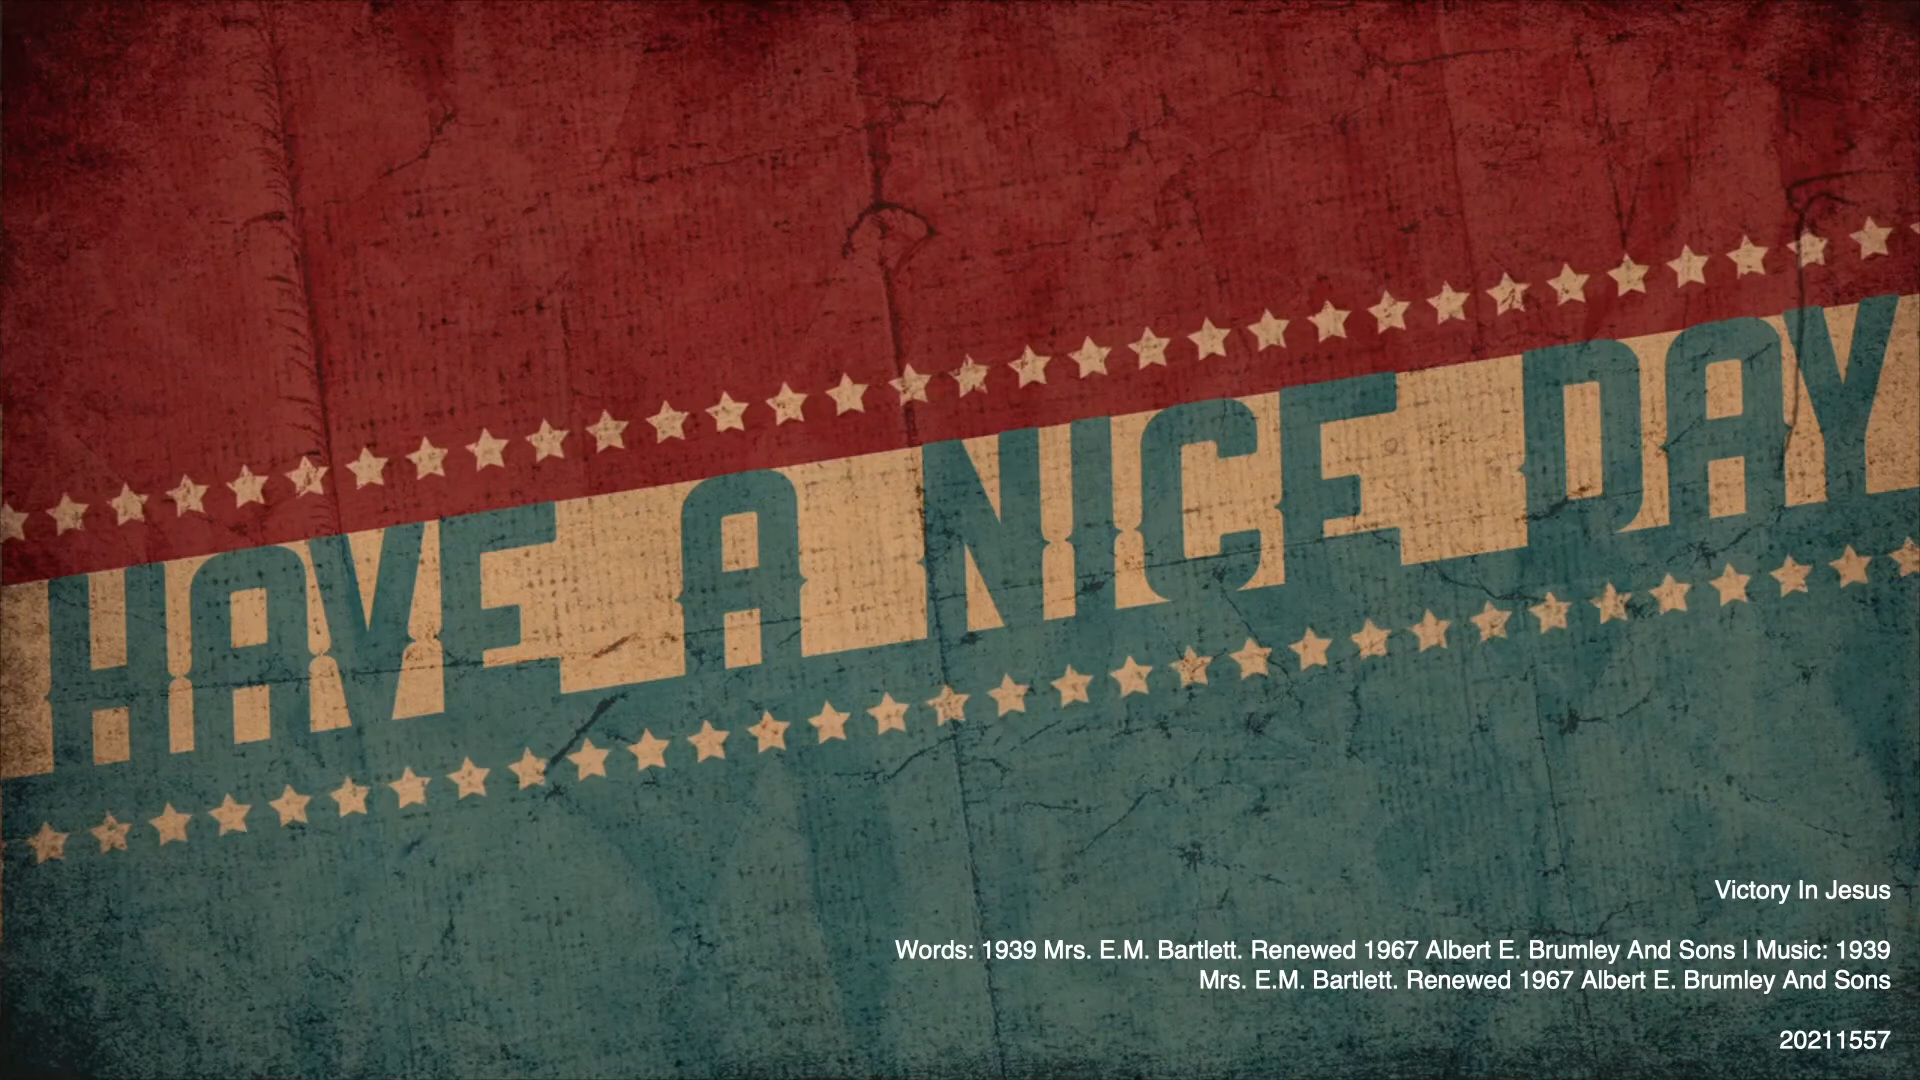 HAVE A NICE DAY
Victory In Jesus
Words: 1939 Mrs. E.M. Bartlett. Renewed 1967 Albert E. Brumley And Sons | Music: 1939
Mrs. E.M. Bartlett. Renewed 1967 Albert E. Brumley And Sons
20211557